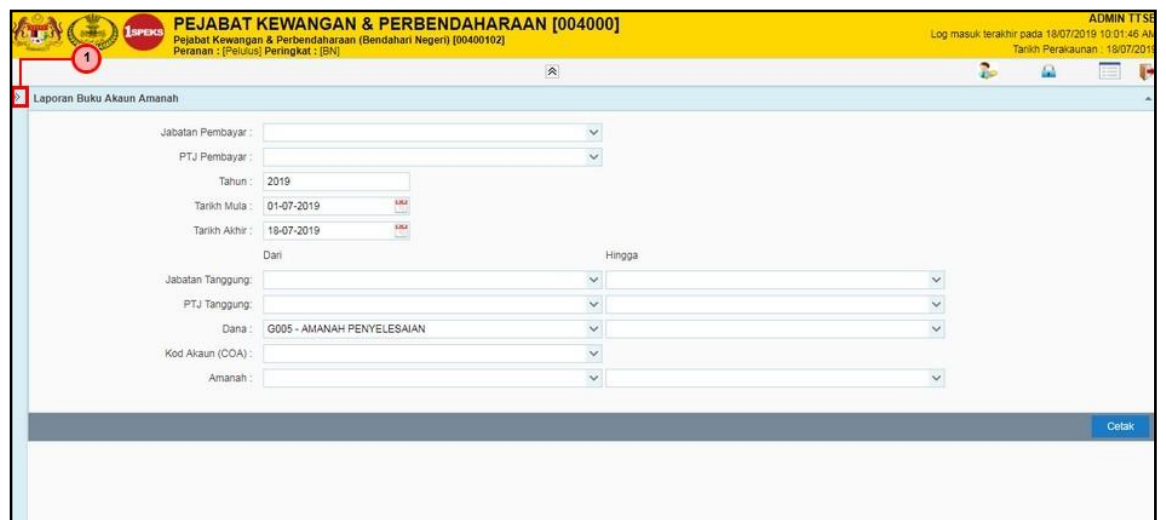 1SPEKS
PEJABAT KEWANGAN & PERBENDAHARAAN [004000]
Pejabat Kewangan & Perbendaharaan (Bendahari Negeri) [00400102]
Peranan : [Pelulus] Peringkat : [BN]
ADMIN TTSB
Log masuk terakhir pada 18/07/2019 10:01:46 AM
Tarikh Perakaunan : 18/07/2019
1
Laporan Buku Akaun Amanah
Jabatan Pembayar :
PTJ Pembayar :
Tahun : 2019
Tarikh Mula : 01-07-2019
Tarikh Akhir : 18-07-2019
Dari Hingga
Jabatan Tanggung:
PTJ Tanggung:
Dana : G005 - AMANAH PENYELESAIAN
Kod Akaun (COA) :
Amanah :
Cetak